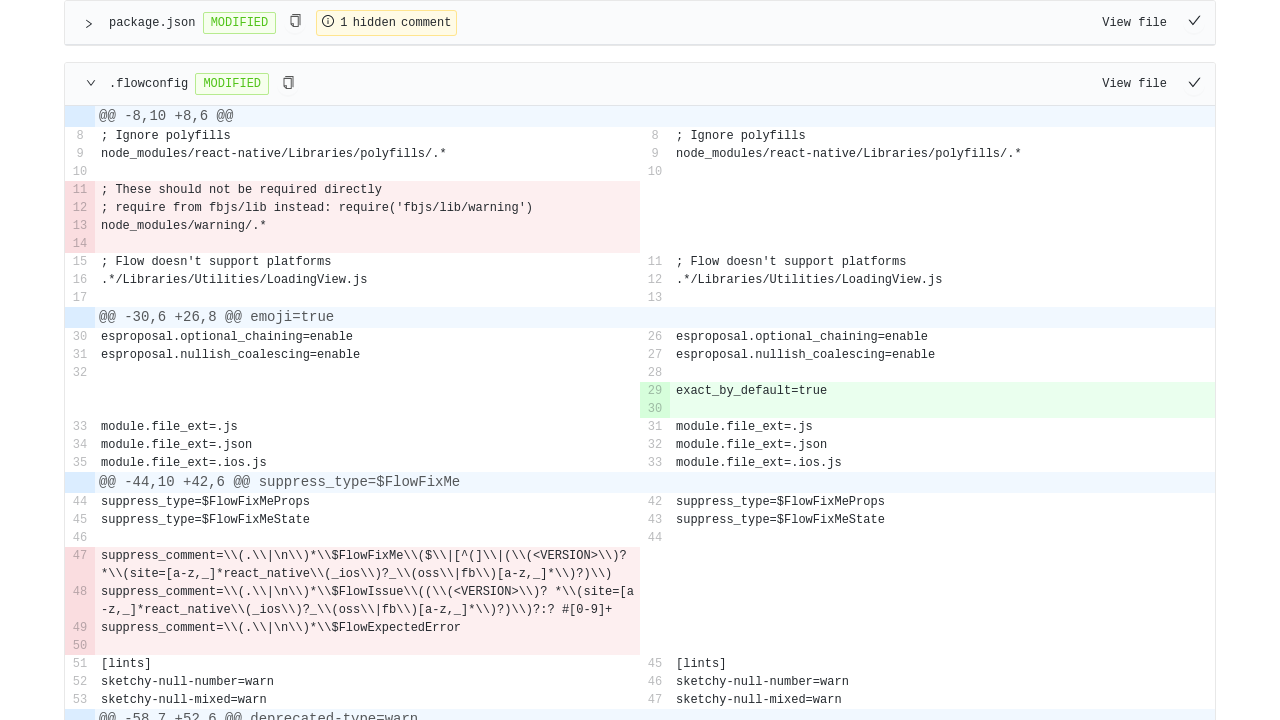 package.json MODIFIED 1 hidden comment View file
.flowconfig MODIFIED View file
@@ -8,10 +8,6 @@
8 ; Ignore polyfills 8 ; Ignore polyfills
9 node_modules/react-native/Libraries/polyfills/.* 9 node_modules/react-native/Libraries/polyfills/.*
10 10
11 ; These should not be required directly
12 ; require from fbjs/lib instead: require('fbjs/lib/warning')
13 node_modules/warning/.*
14
15 ; Flow doesn't support platforms 11 ; Flow doesn't support platforms
16 .*/Libraries/Utilities/LoadingView.js 12 .*/Libraries/Utilities/LoadingView.js
17 13
@@ -30,6 +26,8 @@ emoji=true
30 esproposal.optional_chaining=enable 26 esproposal.optional_chaining=enable
31 esproposal.nullish_coalescing=enable 27 esproposal.nullish_coalescing=enable
32 28
29 exact_by_default=true
30
33 module.file_ext=.js 31 module.file_ext=.js
34 module.file_ext=.json 32 module.file_ext=.json
35 module.file_ext=.ios.js 33 module.file_ext=.ios.js
@@ -44,10 +42,6 @@ suppress_type=$FlowFixMe
44 suppress_type=$FlowFixMeProps 42 suppress_type=$FlowFixMeProps
45 suppress_type=$FlowFixMeState 43 suppress_type=$FlowFixMeState
46 44
47 suppress_comment=\\(.\\|\n\\)*\\$FlowFixMe\\($\\|[^(]\\|(\\(<VERSION>\\)?
*\\(site=[a-z,_]*react_native\\(_ios\\)?_\\(oss\\|fb\\)[a-z,_]*\\)?)\\)
48 suppress_comment=\\(.\\|\n\\)*\\$FlowIssue\\((\\(<VERSION>\\)? *\\(site=[a
-z,_]*react_native\\(_ios\\)?_\\(oss\\|fb\\)[a-z,_]*\\)?)\\)?:? #[0-9]+
49 suppress_comment=\\(.\\|\n\\)*\\$FlowExpectedError
50
51 [lints] 45 [lints]
52 sketchy-null-number=warn 46 sketchy-null-number=warn
53 sketchy-null-mixed=warn 47 sketchy-null-mixed=warn
@@ -58,7 +52,6 @@ deprecated-type=warn